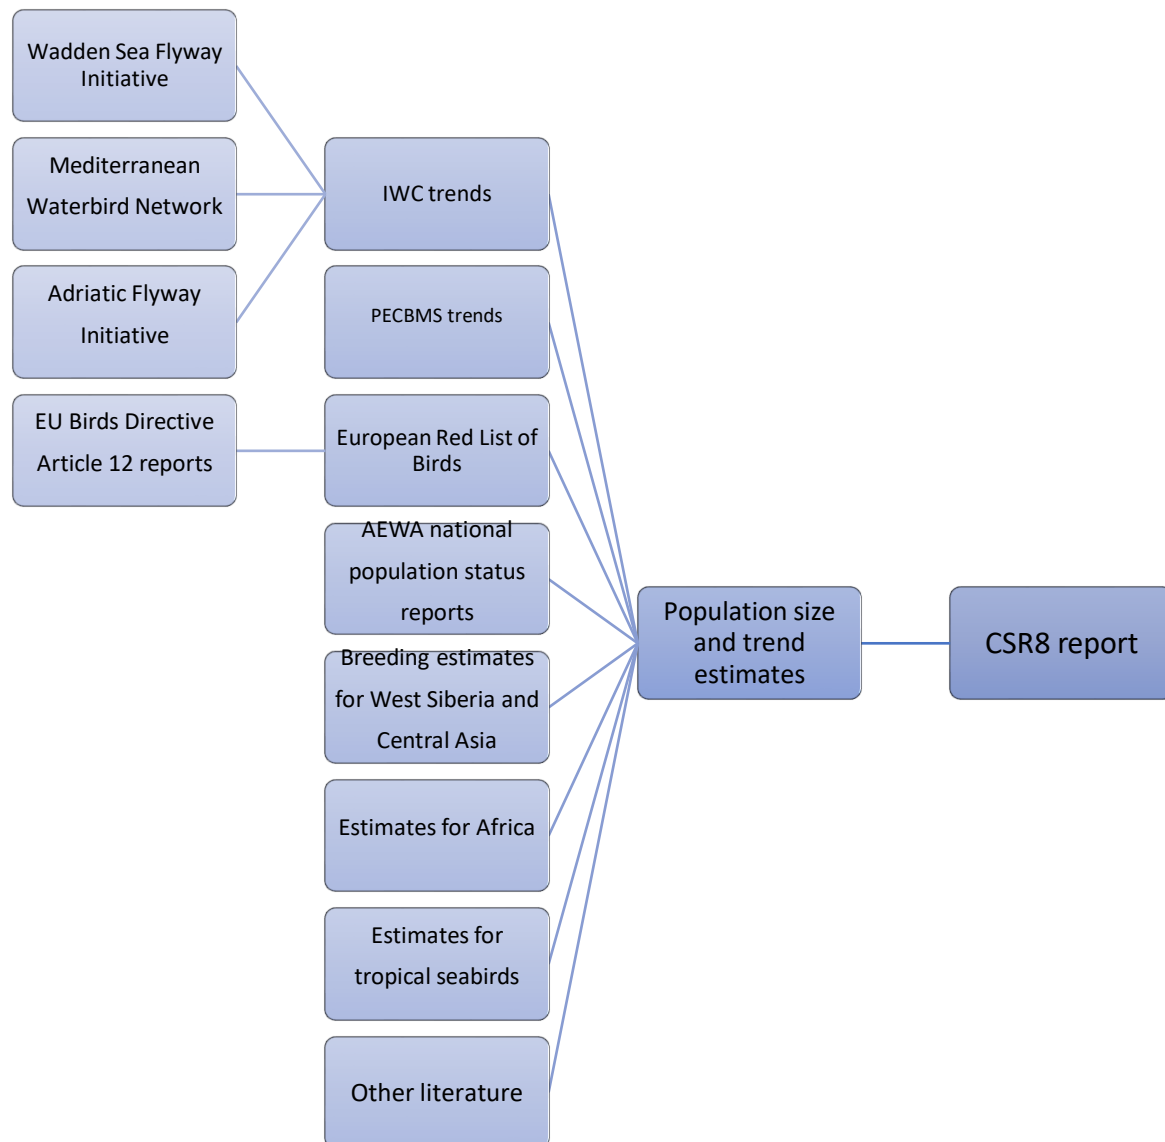 Wadden Sea Flyway
Initiative
Mediterranean
Waterbird Network
Adriatic Flyway
Initiative
EU Birds Directive
Article 12 reports
IWC trends
PECBMS trends
European Red List of
Birds
AEWA national
population status
reports
Breeding estimates
for West Siberia and
Central Asia
Estimates for Africa
Estimates for
tropical seabirds
Other literature
Population size
and trend
estimates
CSR8 report